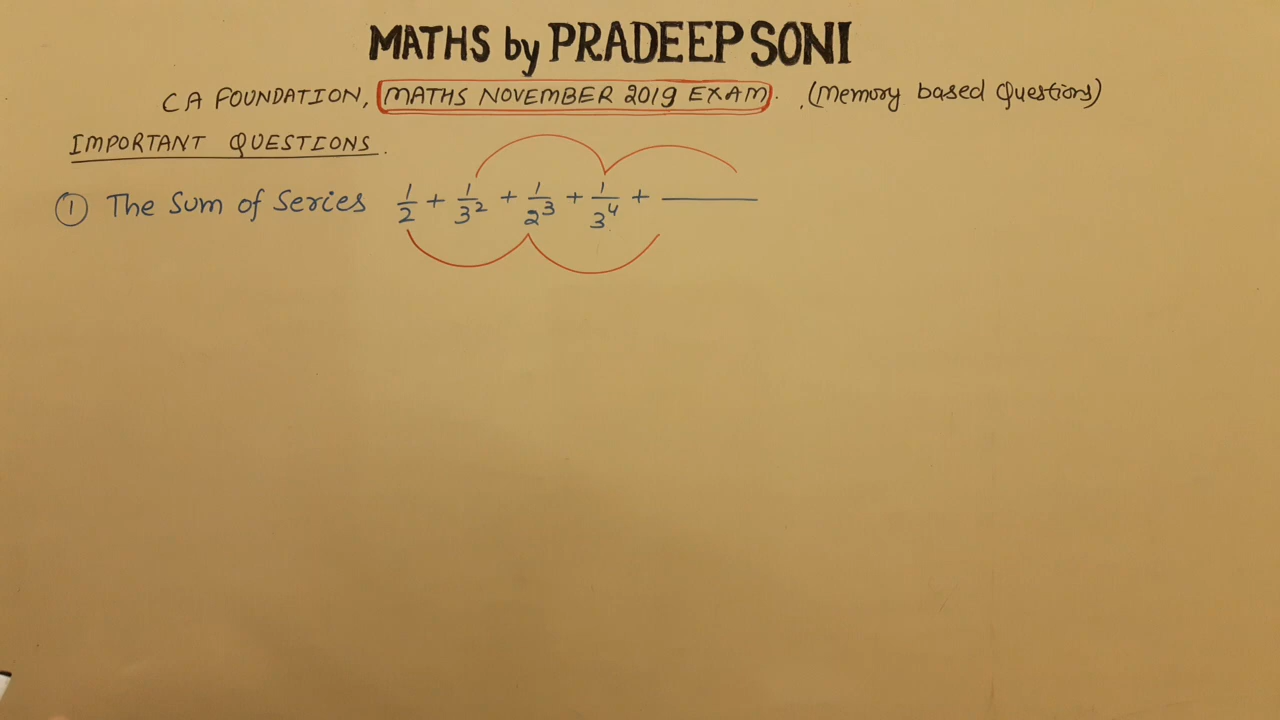 MATHS by PRADEEP SONI
CA FOUNDATION, MATHS NOVEMBER 2019 EXAM. (Memory based Questions)
IMPORTANT QUESTIONS.
① The Sum of Series 1/2 + 1/3² + 1/2³ + 1/3⁴ + ———